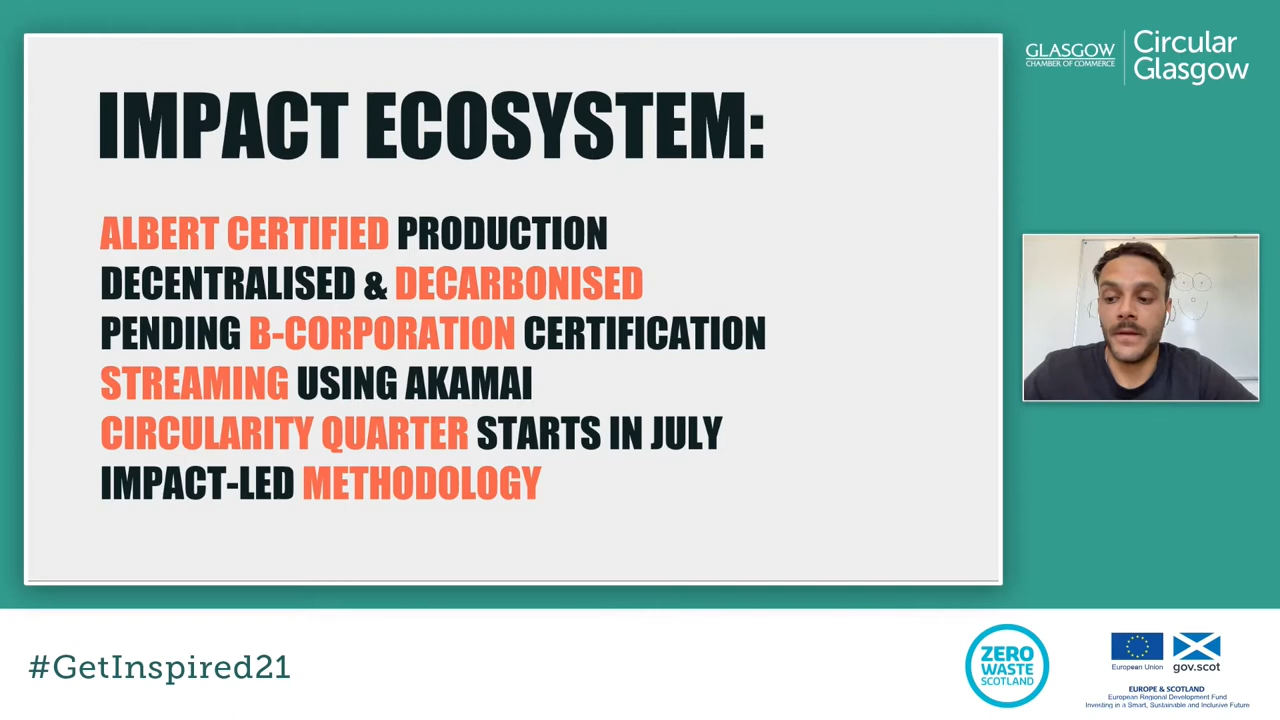 IMPACT ECOSYSTEM:
ALBERT CERTIFIED PRODUCTION
DECENTRALISED & DECARBONISED
PENDING B-CORPORATION CERTIFICATION
STREAMING USING AKAMAI
CIRCULARITY QUARTER STARTS IN JULY
IMPACT-LED METHODOLOGY
GLASGOW
CHAMBER OF COMMERCE
Circular
Glasgow
#GetInspired21
ZERO
WASTE
SCOTLAND
European Union
gov.scot
EUROPE & SCOTLAND
European Regional Development Fund
Investing in a Smart, Sustainable and Inclusive Future